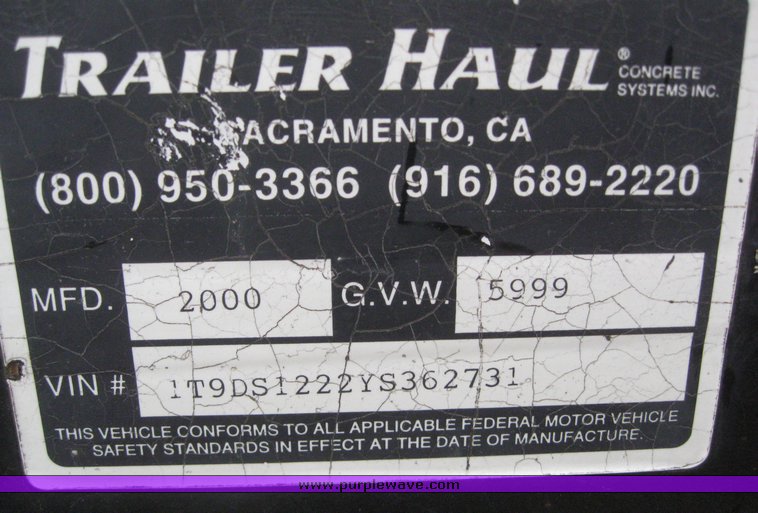 TRAILER HAUL ® CONCRETE SYSTEMS INC.
SACRAMENTO, CA
(800) 950-3366 (916) 689-2220
MFD. 2000 G.V.W. 5999
VIN # 1T9DS1222YS362731
THIS VEHICLE CONFORMS TO ALL APPLICABLE FEDERAL MOTOR VEHICLE
SAFETY STANDARDS IN EFFECT AT THE DATE OF MANUFACTURE.
www.purplewave.com